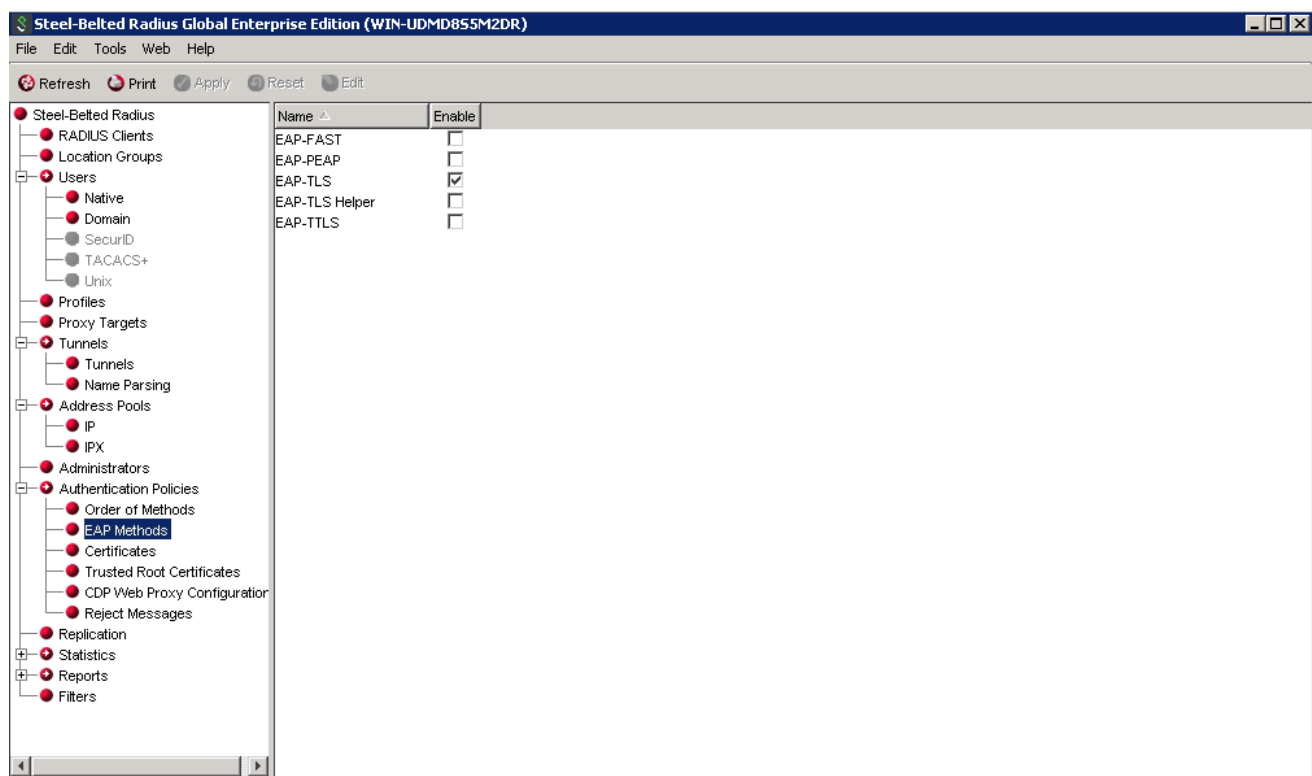 Steel-Belted Radius Global Enterprise Edition (WIN-UDMD8S5M2DR)
File Edit Tools Web Help
Refresh Print Apply Reset Edit
Steel-Belted Radius
RADIUS Clients
Location Groups
Users
Native
Domain
SecurID
TACACS+
Unix
Profiles
Proxy Targets
Tunnels
Tunnels
Name Parsing
Address Pools
IP
IPX
Administrators
Authentication Policies
Order of Methods
EAP Methods
Certificates
Trusted Root Certificates
CDP Web Proxy Configuration
Reject Messages
Replication
Statistics
Reports
Filters
Name Enable
EAP-FAST
EAP-PEAP
EAP-TLS
EAP-TLS Helper
EAP-TTLS